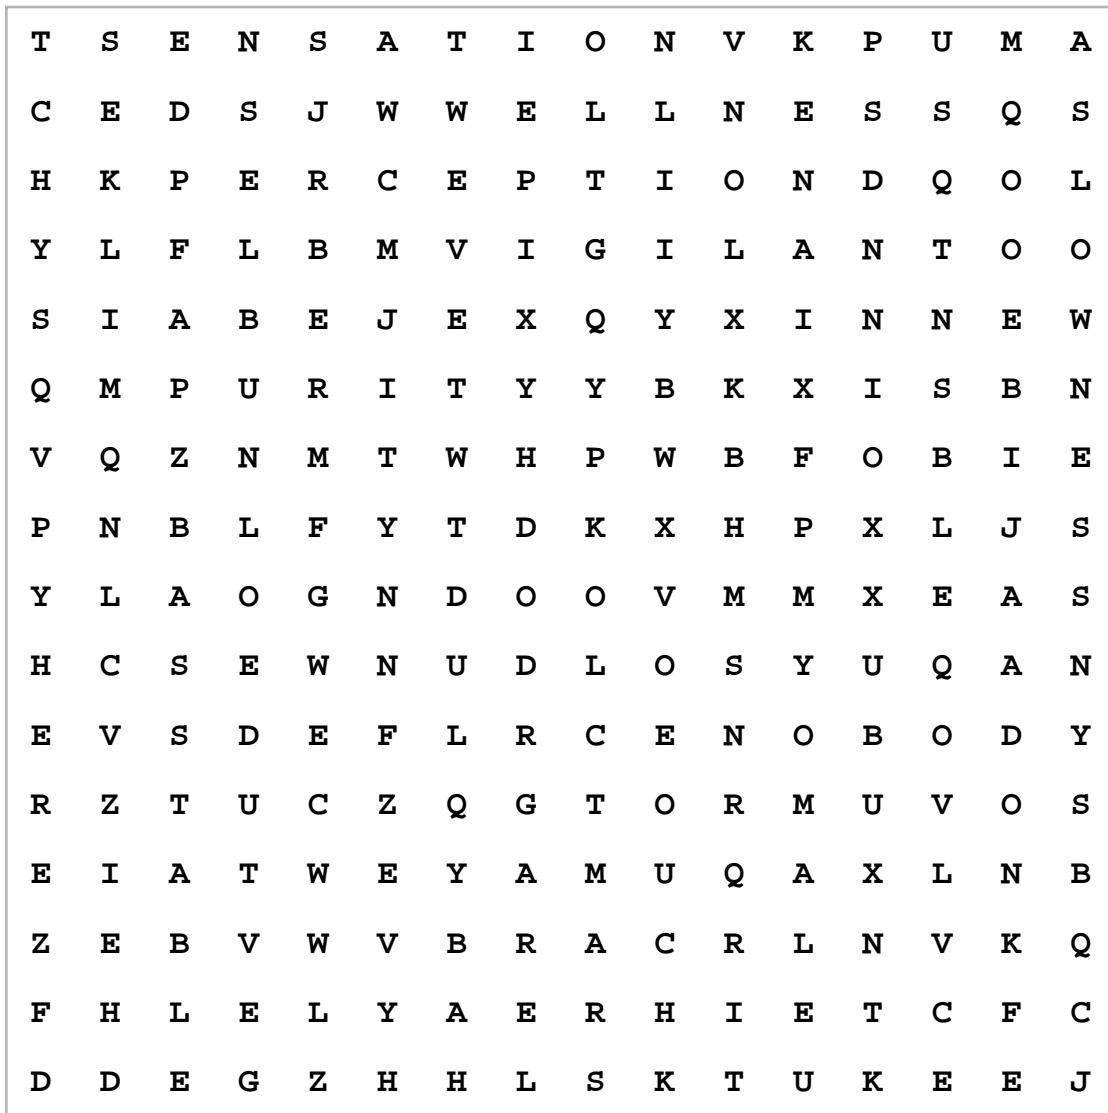 T S E N S A T I O N V K P U M A
C E D S J W W E L L N E S S Q S
H K P E R C E P T I O N D Q O L
Y L F L B M V I G I L A N T O O
S I A B E J E X Q Y X I N N E W
Q M P U R I T Y Y B K X I S B N
V Q Z N M T W H P W B F O B I E
P N B L F Y T D K X H P X L J S
Y L A O G N D O O V M M X E A S
H C S E W N U D L O S Y U Q A N
E V S D E F L R C E N O B O D Y
R Z T U C Z Q G T O R M U V O S
E I A T W E Y A M U Q A X L N B
Z E B V W V B R A C R L N V K Q
F H L E L Y A E R H I E T C F C
D D E G Z H H L S K T U K E E J